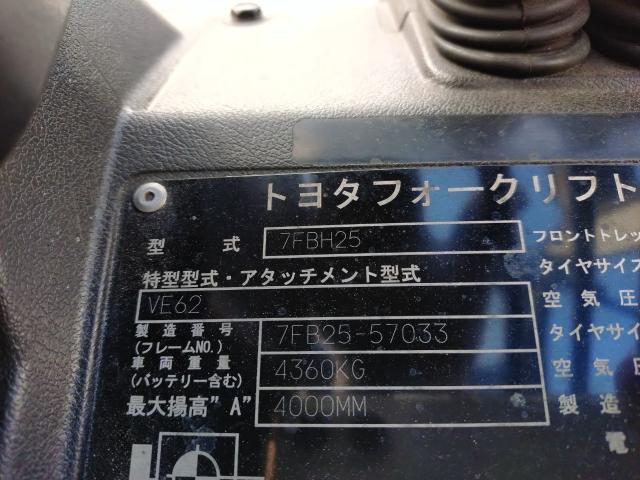 トヨタフォークリフト
型 式 7FBH25 フロントトレッ
特型型式・アタッチメント型式 タイヤサイズ
VE62 空気圧
製造番号 (フレームNO.) 7FB25-57033 タイヤサイ
車両重量 (バッテリー含む) 4360KG 空気圧
最大揚高"A" 4000MM 製造
電